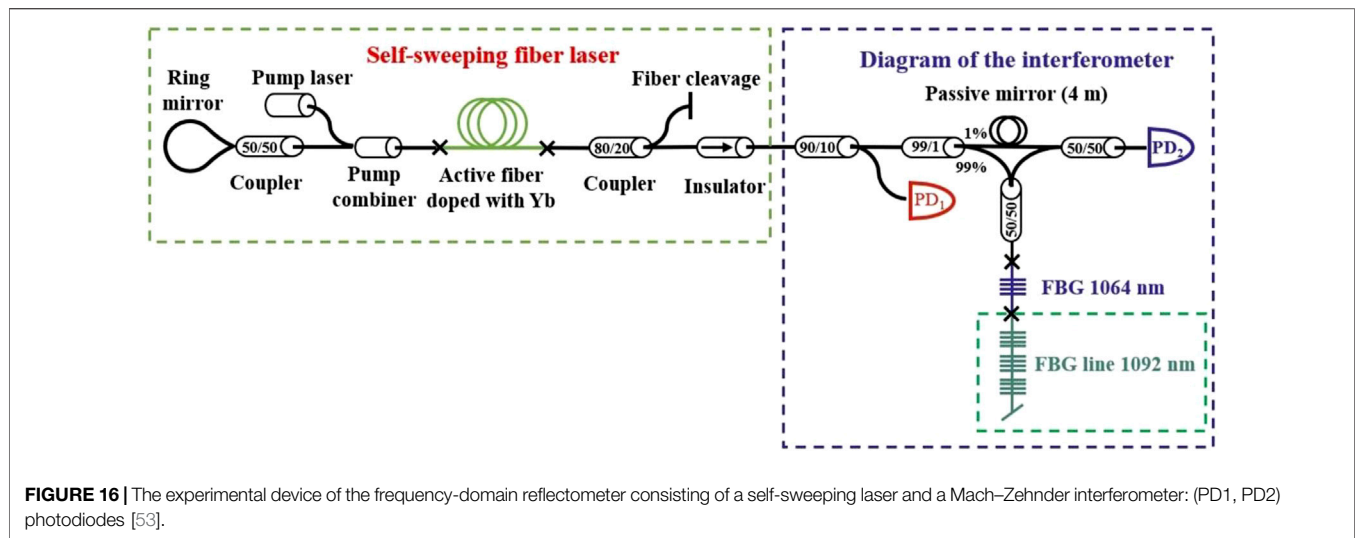 Self-sweeping fiber laser
Diagram of the interferometer
Ring
mirror
Pump laser
Fiber cleavage
Passive mirror (4 m)
50/50
Coupler
Pump
combiner
Active fiber
doped with Yb
80/20
Coupler
Insulator
90/10
PD1
99/1
1%
99%
50/50
PD2
50/50
FBG 1064 nm
FBG line 1092 nm
FIGURE 16 | The experimental device of the frequency-domain reflectometer consisting of a self-sweeping laser and a Mach–Zehnder interferometer: (PD1, PD2)
photodiodes [53].